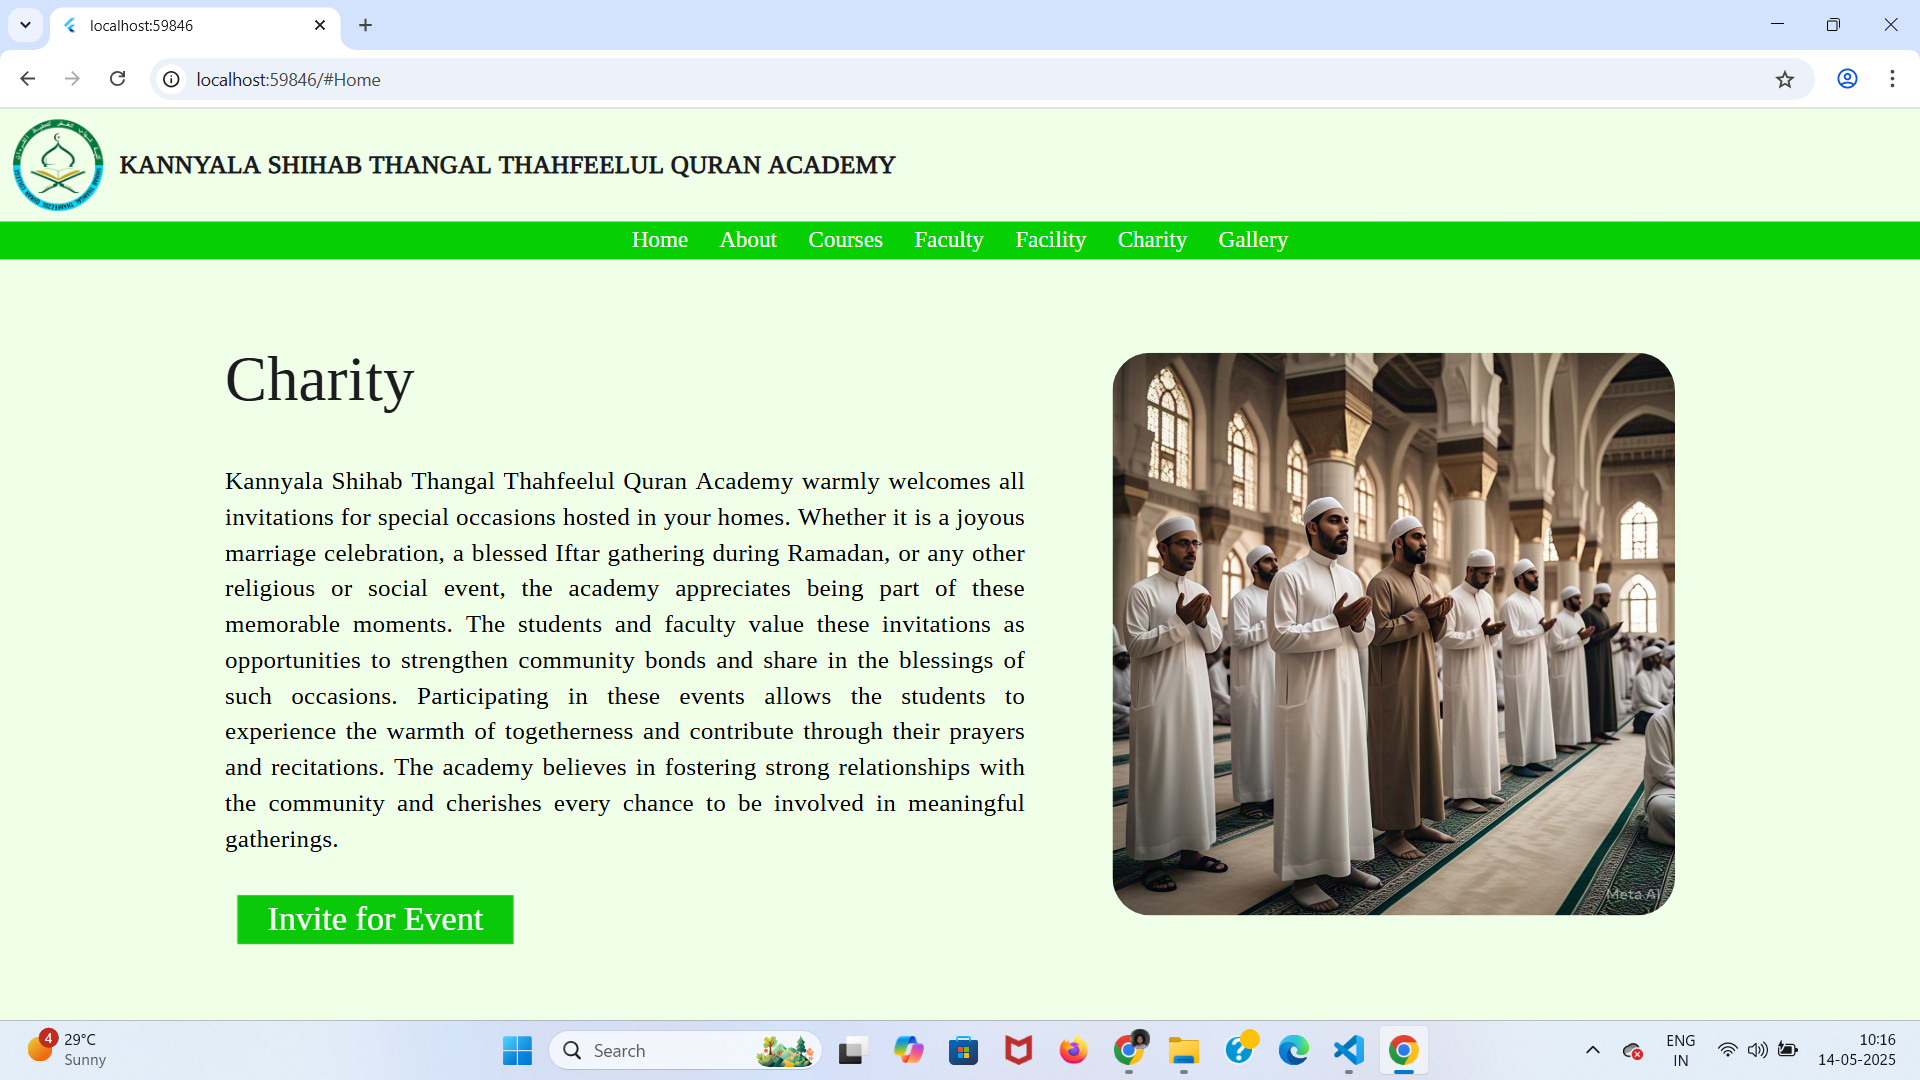 localhost:59846
localhost:59846/#Home
KANNYALA SHIHAB THANGAL THAHFEELUL QURAN ACADEMY
Home About Courses Faculty Facility Charity Gallery
Charity
Kannyala Shihab Thangal Thahfeelul Quran Academy warmly welcomes all
invitations for special occasions hosted in your homes. Whether it is a joyous
marriage celebration, a blessed Iftar gathering during Ramadan, or any other
religious or social event, the academy appreciates being part of these
memorable moments. The students and faculty value these invitations as
opportunities to strengthen community bonds and share in the blessings of
such occasions. Participating in these events allows the students to
experience the warmth of togetherness and contribute through their prayers
and recitations. The academy believes in fostering strong relationships with
the community and cherishes every chance to be involved in meaningful
gatherings.
Invite for Event
Meta AI
4
29°C
Sunny
Search
ENG
IN
10:16
14-05-2025